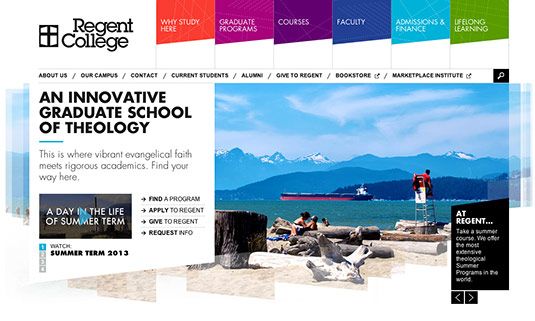 Regent
College
WHY STUDY
HERE
GRADUATE
PROGRAMS
COURSES
FACULTY
ADMISSIONS &
FINANCE
LIFELONG
LEARNING
ABOUT US / OUR CAMPUS / CONTACT / CURRENT STUDENTS / ALUMNI / GIVE TO REGENT / BOOKSTORE / MARKETPLACE INSTITUTE /
AN INNOVATIVE
GRADUATE SCHOOL
OF THEOLOGY
This is where vibrant evangelical faith
meets rigorous academics. Find your
way here.
A DAY IN THE LIFE
OF SUMMER TERM
→ FIND A PROGRAM
→ APPLY TO REGENT
→ GIVE TO REGENT
→ REQUEST INFO
1
2
3
4
WATCH:
SUMMER TERM 2013
AT
REGENT...
Take a summer
course. We offer
the most
extensive
theological
Summer
Programs in the
world.